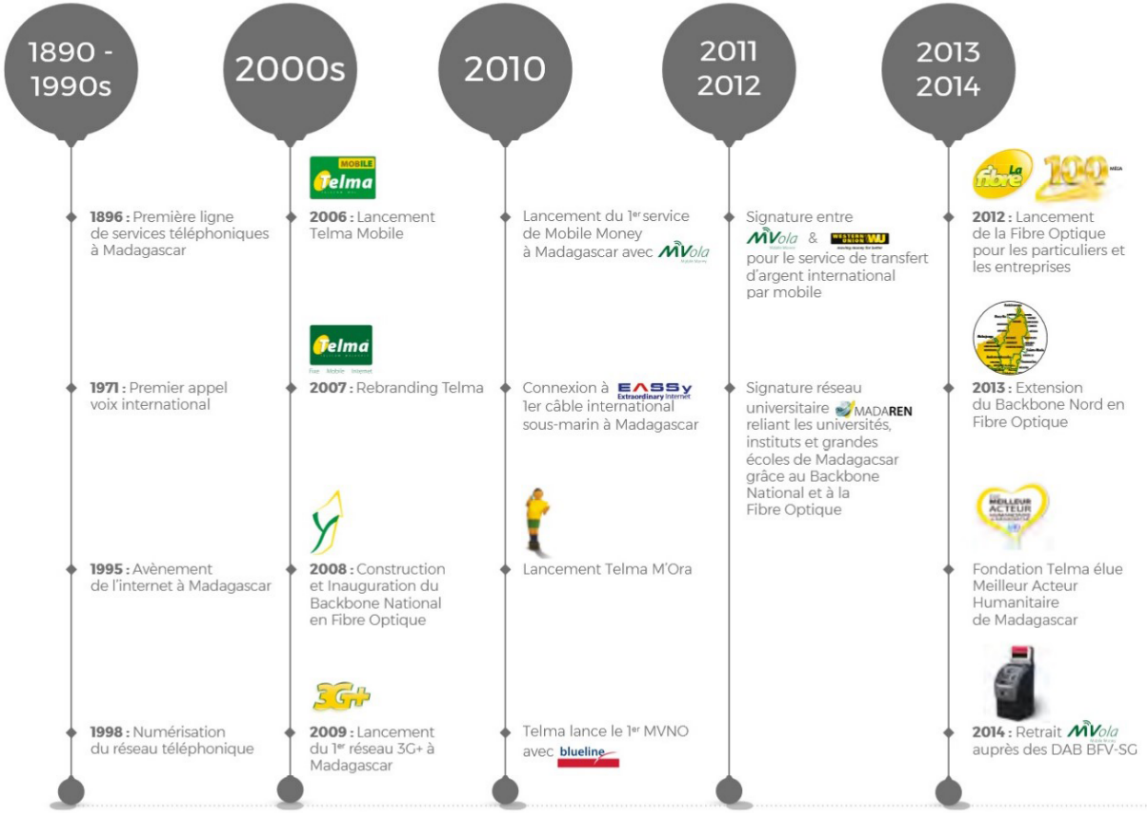 1890 -
1990s
1896 : Première ligne
de services téléphoniques
à Madagascar
1971 : Premier appel
voix international
1995 : Avènement
de l'internet à Madagascar
1998 : Numérisation
du réseau téléphonique
2000s
MOBILE
Telma
2006 : Lancement
Telma Mobile
Telma
Fixe Mobile Internet
2007 : Rebranding Telma
2008 : Construction
et Inauguration du
Backbone National
en Fibre Optique
3G+
2009 : Lancement
du 1er réseau 3G+ à
Madagascar
2010
Lancement du 1er service
de Mobile Money
à Madagascar avec MVola
Connexion à EASSy
Extraordinary Internet
1er câble international
sous-marin à Madagascar
Lancement Telma M'Ora
Telma lance le 1er MVNO
avec blueline
2011
2012
Signature entre
MVola & WESTERN UNION WU
pour le service de transfert
d'argent international
par mobile
Signature réseau
universitaire MADAREN
reliant les universités,
instituts et grandes
écoles de Madagacsar
grâce au Backbone
National et à la
Fibre Optique
2013
2014
La fibre 100 MÉGA
2012 : Lancement
de la Fibre Optique
pour les particuliers et
les entreprises
2013 : Extension
du Backbone Nord en
Fibre Optique
MEILLEUR
ACTEUR
Fondation Telma élue
Meilleur Acteur
Humanitaire
de Madagascar
2014 : Retrait MVola
auprès des DAB BFV-SG